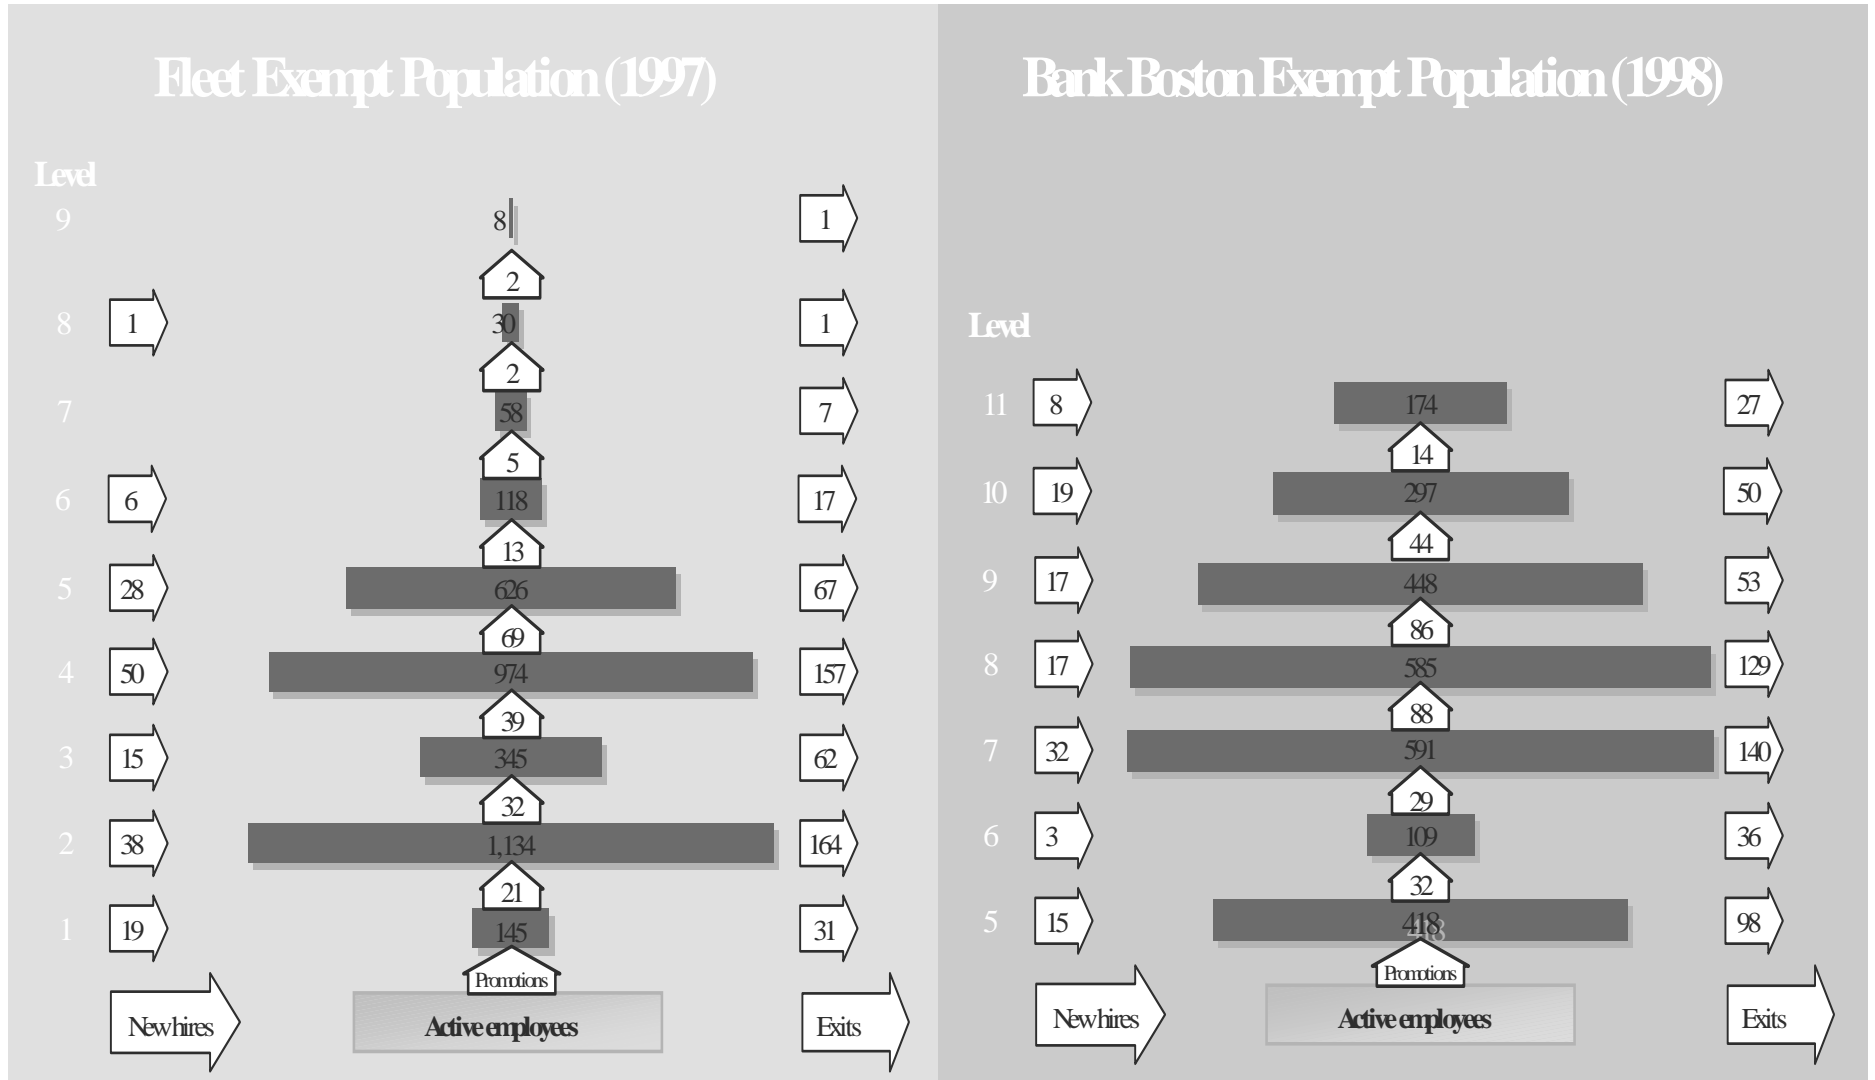 Fleet Exempt Population (1997)
Level
9 8 1
2
8 1 30 1
2
7 58 7
5
6 6 118 17
13
5 28 626 67
69
4 50 974 157
39
3 15 345 62
32
2 38 1,134 164
21
1 19 145 31
Promotions
New hires Active employees Exits
Bank Boston Exempt Population (1998)
Level
11 8 174 27
14
10 19 297 50
44
9 17 448 53
86
8 17 585 129
88
7 32 591 140
29
6 3 109 36
32
5 15 418 98
418
Promotions
New hires Active employees Exits